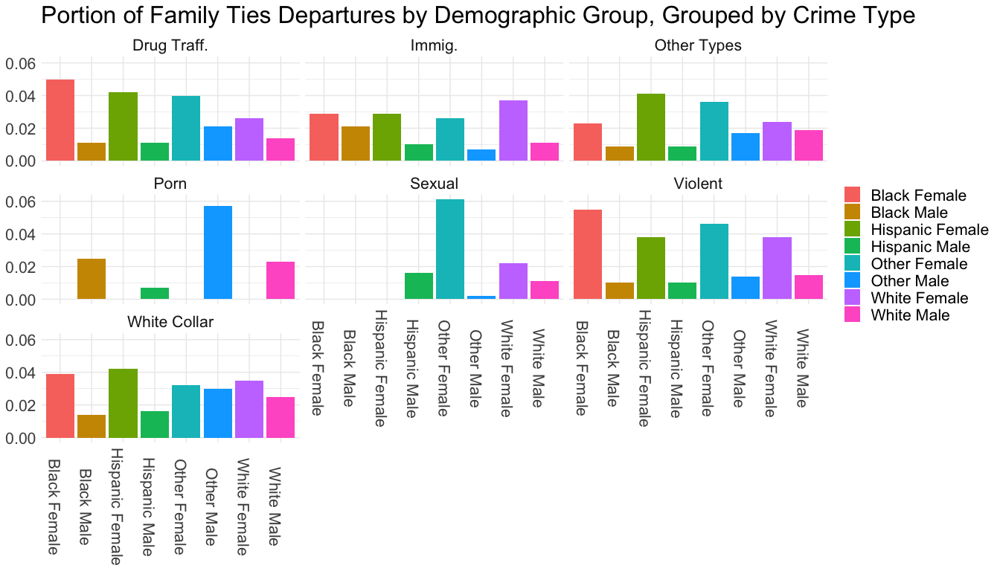 Portion of Family Ties Departures by Demographic Group, Grouped by Crime Type
Drug Traff.
Immig.
Other Types
0.06
0.04
0.02
0.00
Porn
Sexual
Violent
0.06
0.04
0.02
0.00
Black Female
Black Male
Hispanic Female
Hispanic Male
Other Female
Other Male
White Female
White Male
White Collar
0.06
0.04
0.02
0.00
Black Female
Black Male
Hispanic Female
Hispanic Male
Other Female
Other Male
White Female
White Male
Black Female
Black Male
Hispanic Female
Hispanic Male
Other Female
Other Male
White Female
White Male
Black Female
Black Male
Hispanic Female
Hispanic Male
Other Female
Other Male
White Female
White Male